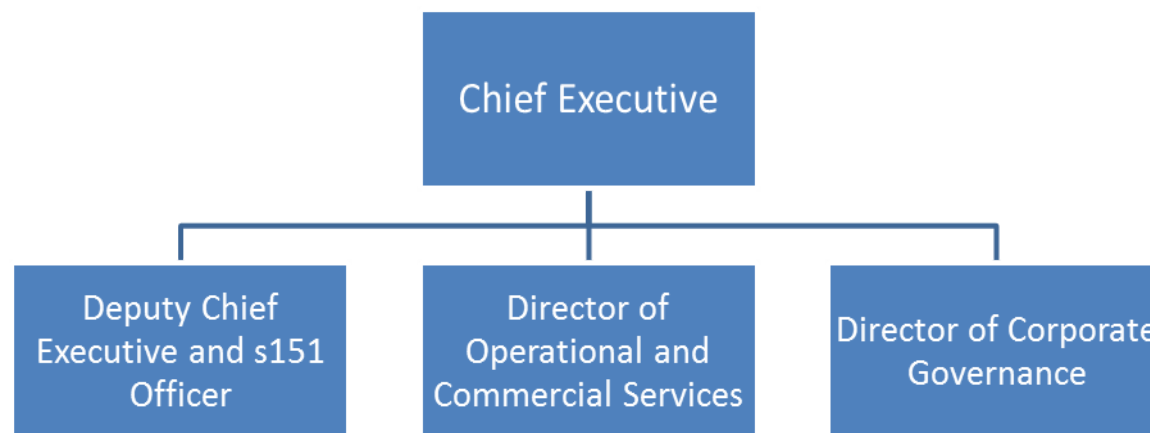 Chief Executive
Deputy Chief
Executive and s151
Officer
Director of
Operational and
Commercial Services
Director of Corporate
Governance